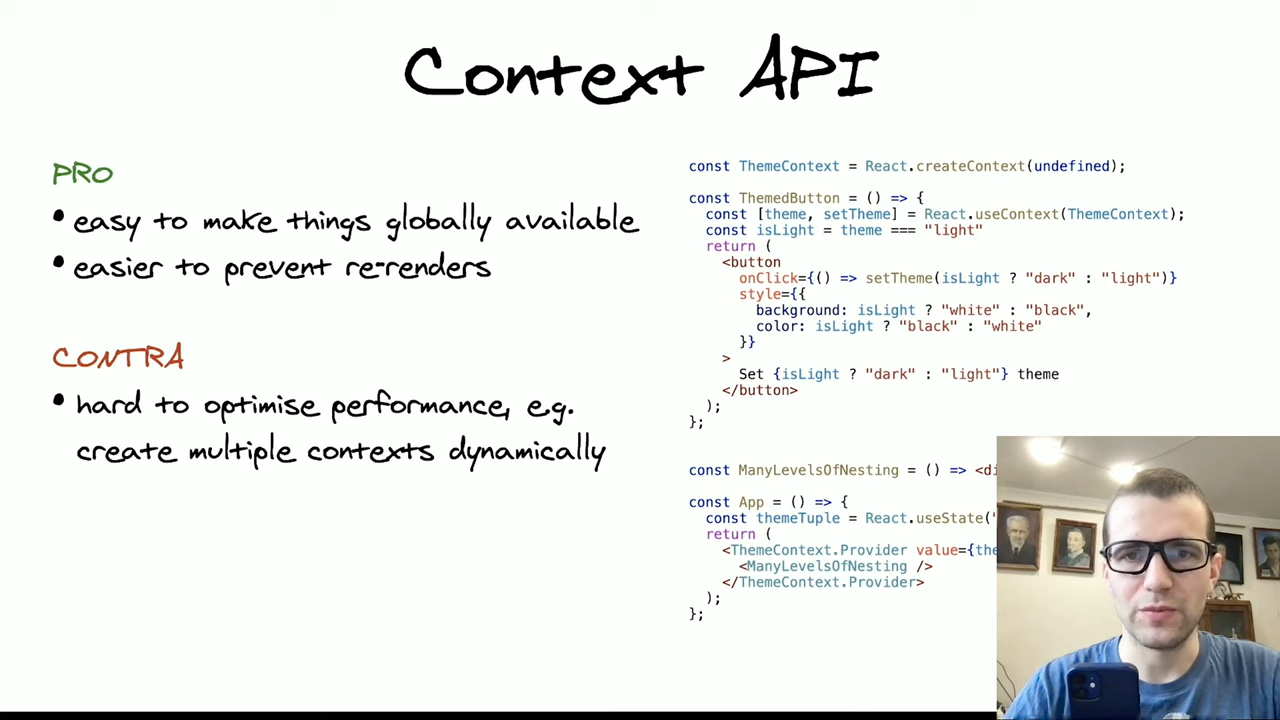 Context API
PRO
• easy to make things globally available
• easier to prevent re-renders
CONTRA
• hard to optimise performance, e.g.
create multiple contexts dynamically
const ThemeContext = React.createContext(undefined);
const ThemedButton = () => {
const [theme, setTheme] = React.useContext(ThemeContext);
const isLight = theme === "light"
return (
<button
onClick={() => setTheme(isLight ? "dark" : "light")}
style={{
background: isLight ? "white" : "black",
color: isLight ? "black" : "white"
}}
>
Set {isLight ? "dark" : "light"} theme
</button>
);
};
const ManyLevelsOfNesting = () => <di
const App = () => {
const themeTuple = React.useState(
return (
<ThemeContext.Provider value={the
<ManyLevelsOfNesting />
</ThemeContext.Provider>
);
};